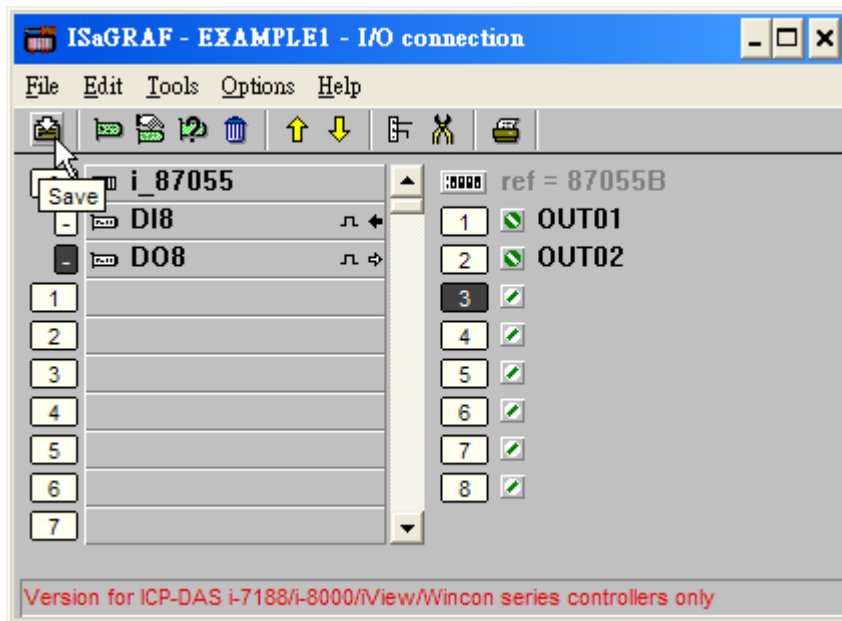 ISaGRAF - EXAMPLE1 - I/O connection
File Edit Tools Options Help
i_87055
Save
DI8
DO8
1
2
3
4
5
6
7
ref = 87055B
1 OUT01
2 OUT02
3
4
5
6
7
8
Version for ICP-DAS i-7188/i-8000/iView/Wincon series controllers only